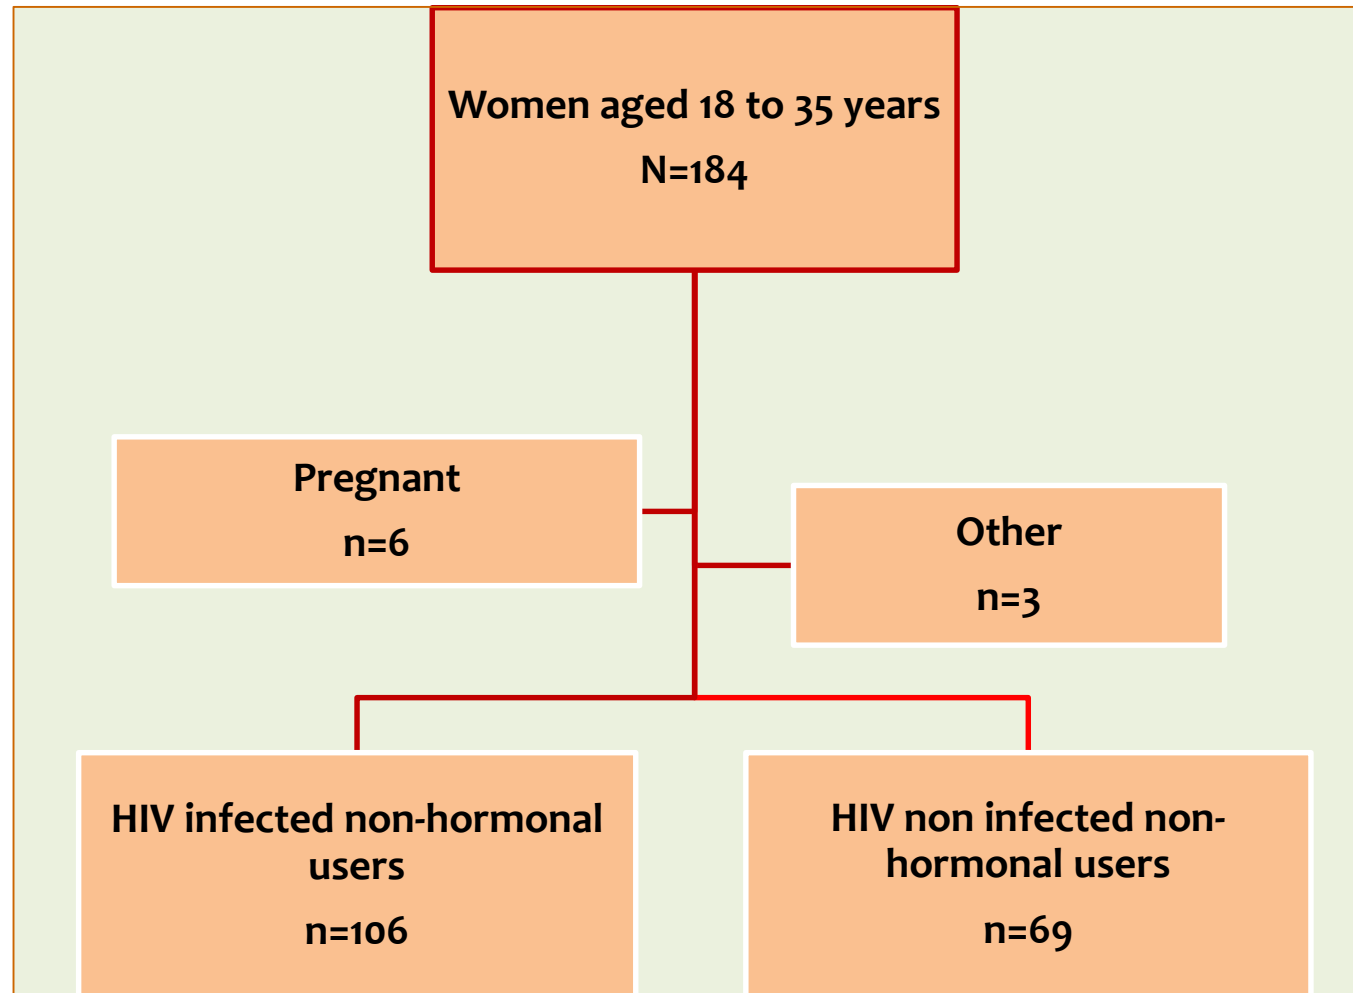 Women aged 18 to 35 years
N=184
Pregnant
n=6
Other
n=3
HIV infected non-hormonal
users
n=106
HIV non infected non-
hormonal users
n=69